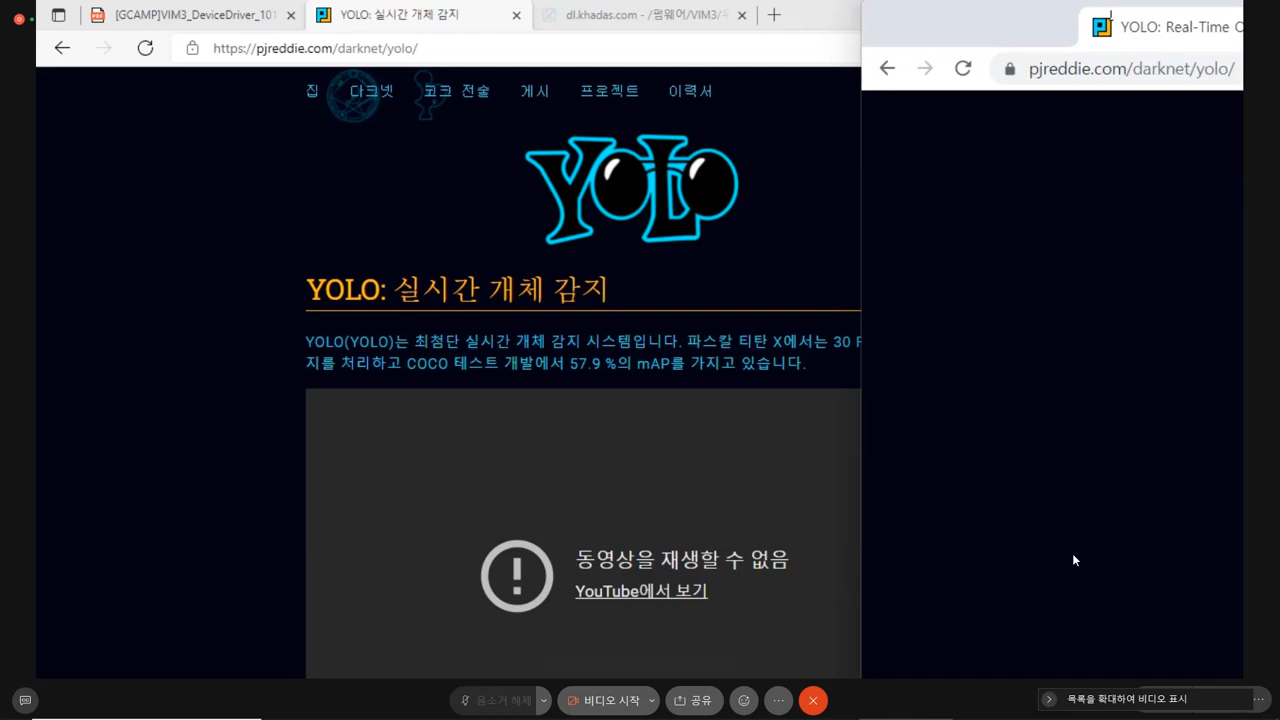 [GCAMP]VIM3_DeviceDriver_101
YOLO: 실시간 개체 감지
dl.khadas.com - /펌웨어/VIM3/우
YOLO: Real-Time O
https://pjreddie.com/darknet/yolo/
pjreddie.com/darknet/yolo/
집 다크넷 코크 전술 게시 프로젝트 이력서
YOLO
YOLO: 실시간 개체 감지
YOLO(YOLO)는 최첨단 실시간 개체 감지 시스템입니다. 파스칼 티탄 X에서는 30 F
지를 처리하고 COCO 테스트 개발에서 57.9 %의 mAP를 가지고 있습니다.
동영상을 재생할 수 없음
YouTube에서 보기
음소거 해제
비디오 시작
공유
목록을 확대하여 비디오 표시